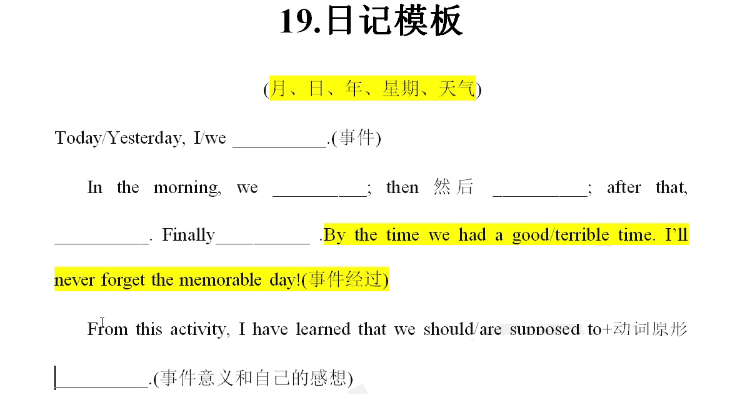 19.日记模板
(月、日、年、星期、天气)
Today/Yesterday, I/we __________.(事件)
In the morning, we __________; then 然后 __________; after that,
__________. Finally__________ .By the time we had a good/terrible time. I'll
never forget the memorable day!(事件经过)
From this activity, I have learned that we should/are supposed to+动词原形
__________.(事件意义和自己的感想)